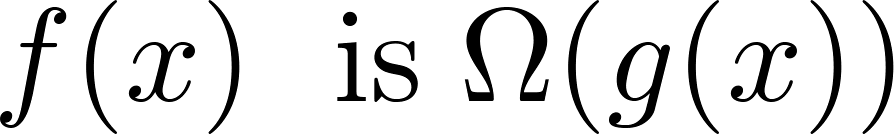 f(x) is Ω(g(x))